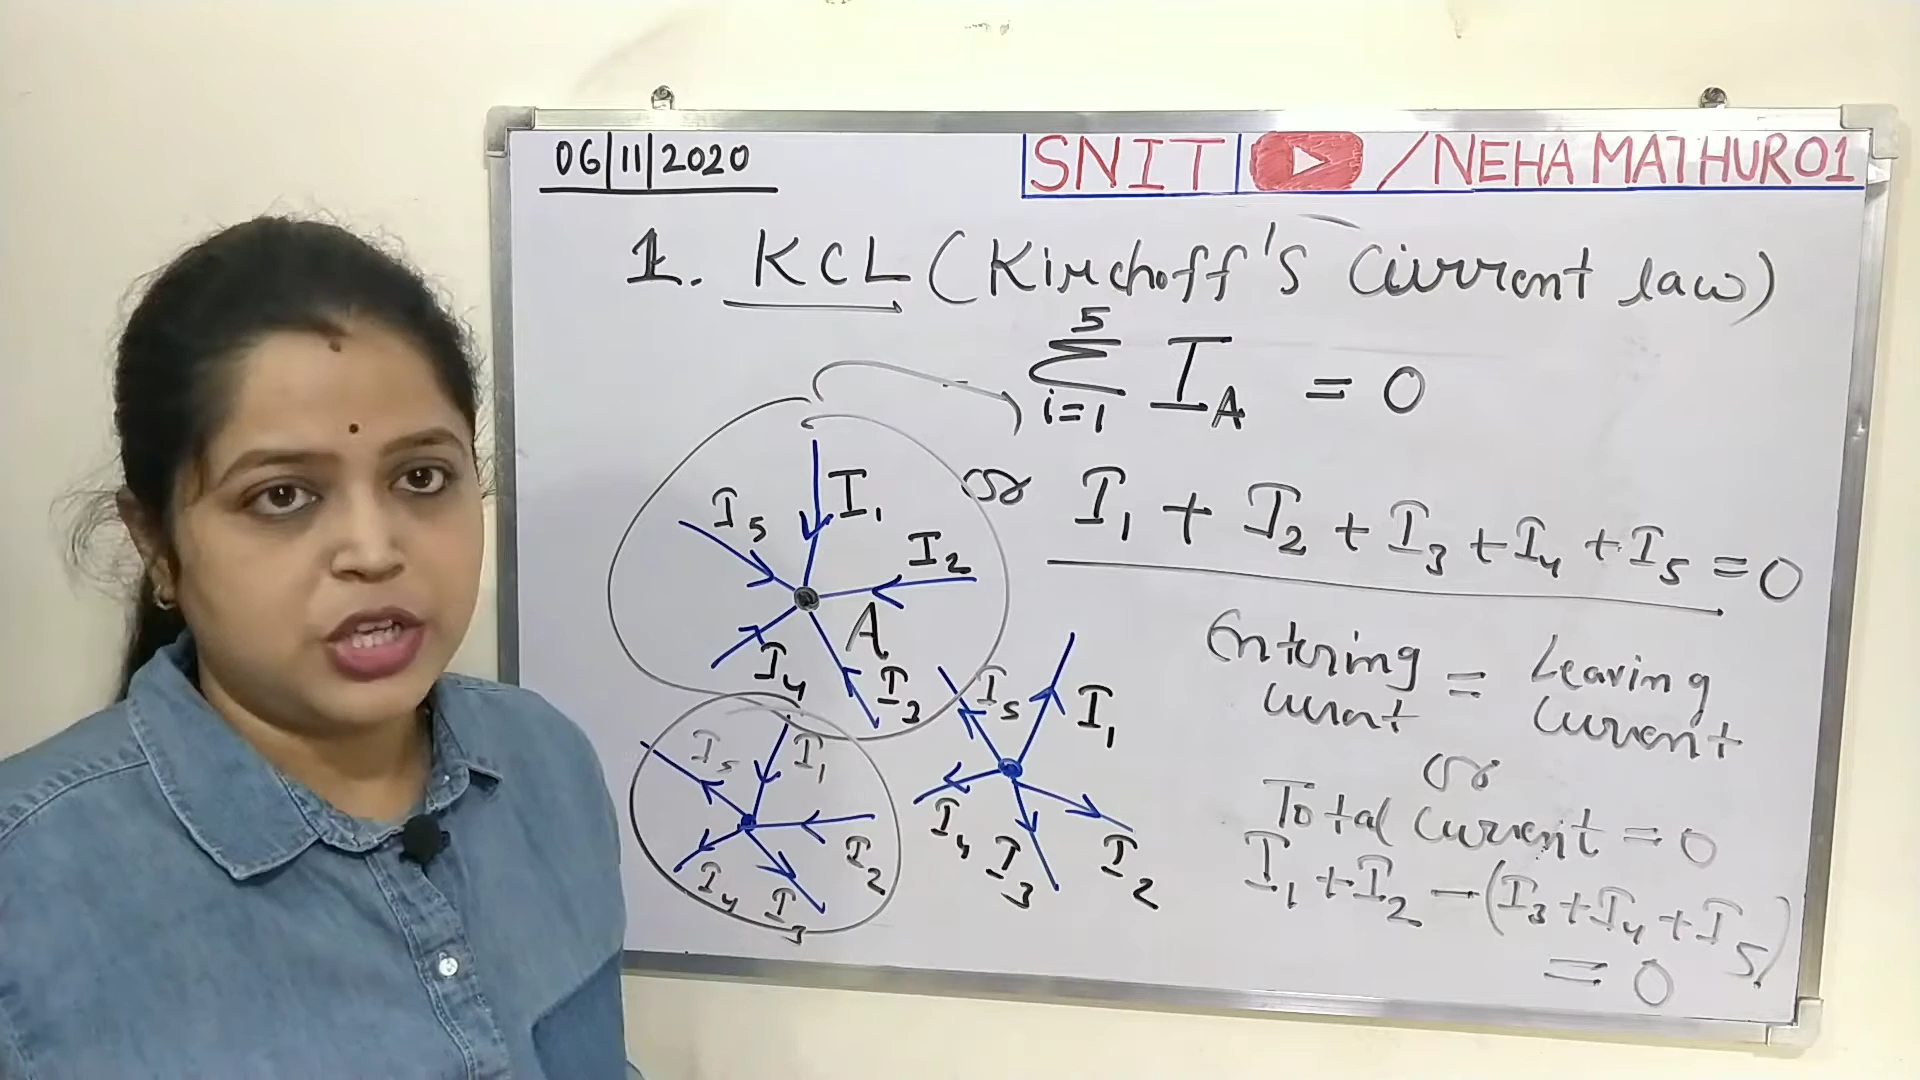 06/11/2020
SNIT /NEHA MATHUR01
1. KCL (Kirchoff's Current law)
5
Σ I_A = 0
i=1
or I₁ + I₂ + I₃ + I₄ + I₅ = 0
I₁
I₅
I₂
A
I₄
I₃
Entering current = Leaving current
or
Total current = 0
I₁ + I₂ - (I₃ + I₄ + I₅)
= 0
I₅
I₁
I₂
I₄
I₃
I₅
I₁
I₄
I₃
I₂